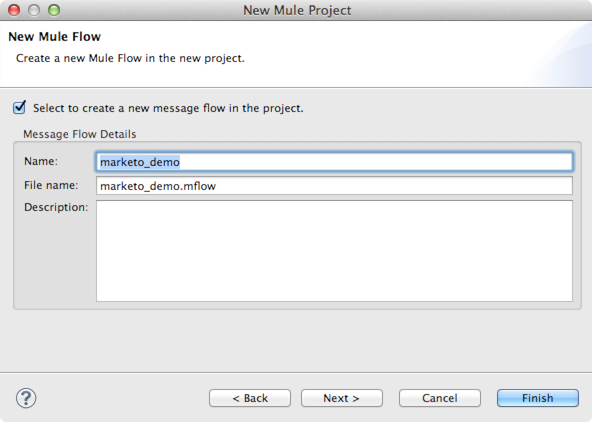 New Mule Project
New Mule Flow
Create a new Mule Flow in the new project.
Select to create a new message flow in the project.
Message Flow Details
Name: marketo_demo
File name: marketo_demo.mflow
Description:
? < Back Next > Cancel Finish